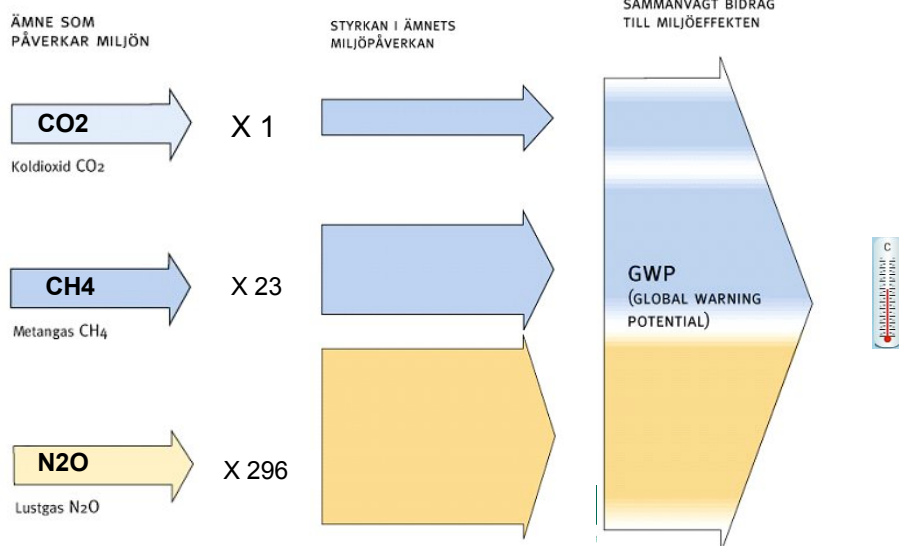 ÄMNE SOM
PÅVERKAR MILJÖN
STYRKAN I ÄMNETS
MILJÖPÅVERKAN
SAMMANVÄGT BIDRAG
TILL MILJÖEFFEKTEN
CO2
X 1
Koldioxid CO2
CH4
X 23
Metangas CH4
N2O
X 296
Lustgas N2O
GWP
(GLOBAL WARNING
POTENTIAL)
C